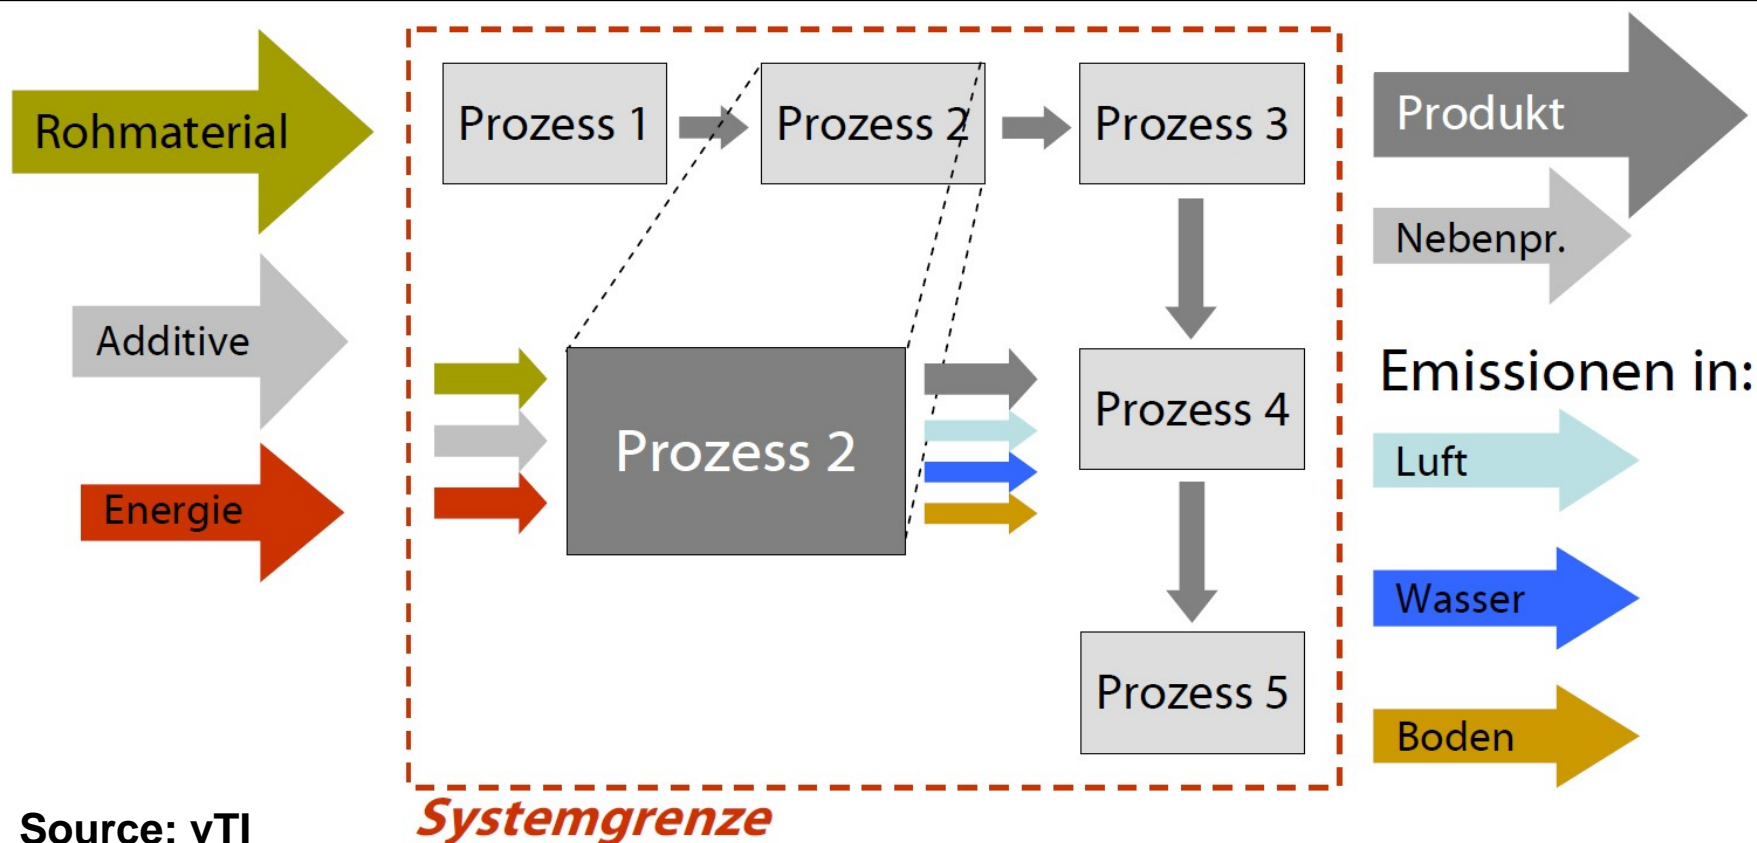 Rohmaterial
Additive
Energie
Prozess 1
Prozess 2
Prozess 3
Prozess 2
Prozess 4
Prozess 5
Produkt
Nebenpr.
Emissionen in:
Luft
Wasser
Boden
Systemgrenze
Source: vTI